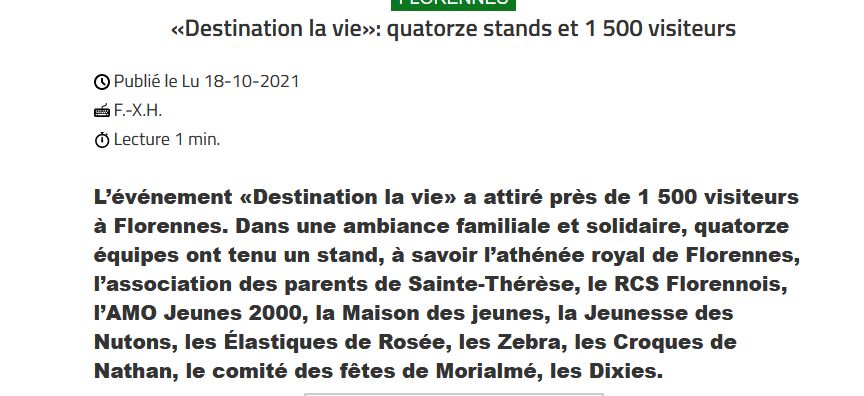 FLORENNES
«Destination la vie»: quatorze stands et 1 500 visiteurs
Publié le Lu 18-10-2021
F.-X.H.
Lecture 1 min.
L’événement «Destination la vie» a attiré près de 1 500 visiteurs
à Florennes. Dans une ambiance familiale et solidaire, quatorze
équipes ont tenu un stand, à savoir l’athénée royal de Florennes,
l’association des parents de Sainte-Thérèse, le RCS Florennois,
l’AMO Jeunes 2000, la Maison des jeunes, la Jeunesse des
Nutons, les Élastiques de Rosée, les Zebra, les Croques de
Nathan, le comité des fêtes de Morialmé, les Dixies.